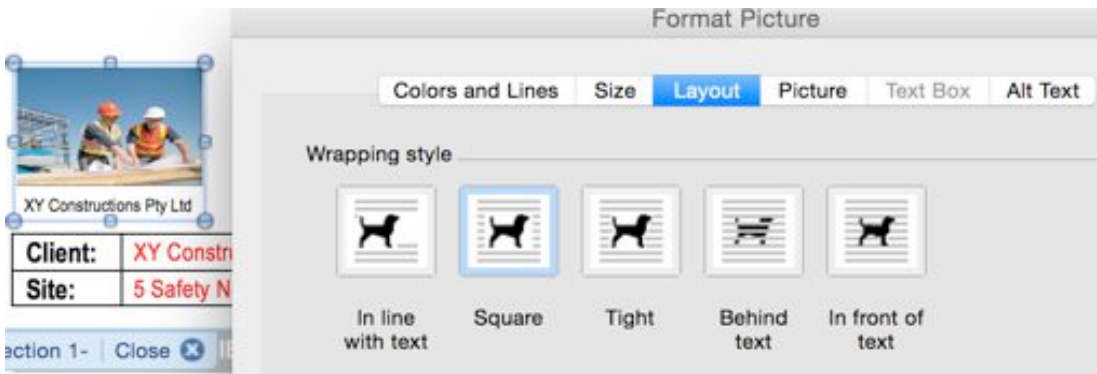 Format Picture
Colors and Lines Size Layout Picture Text Box Alt Text
Wrapping style
XY Constructions Pty Ltd
Client: XY Constr
Site: 5 Safety N
In line
with text
Square
Tight
Behind
text
In front of
text
ection 1- Close